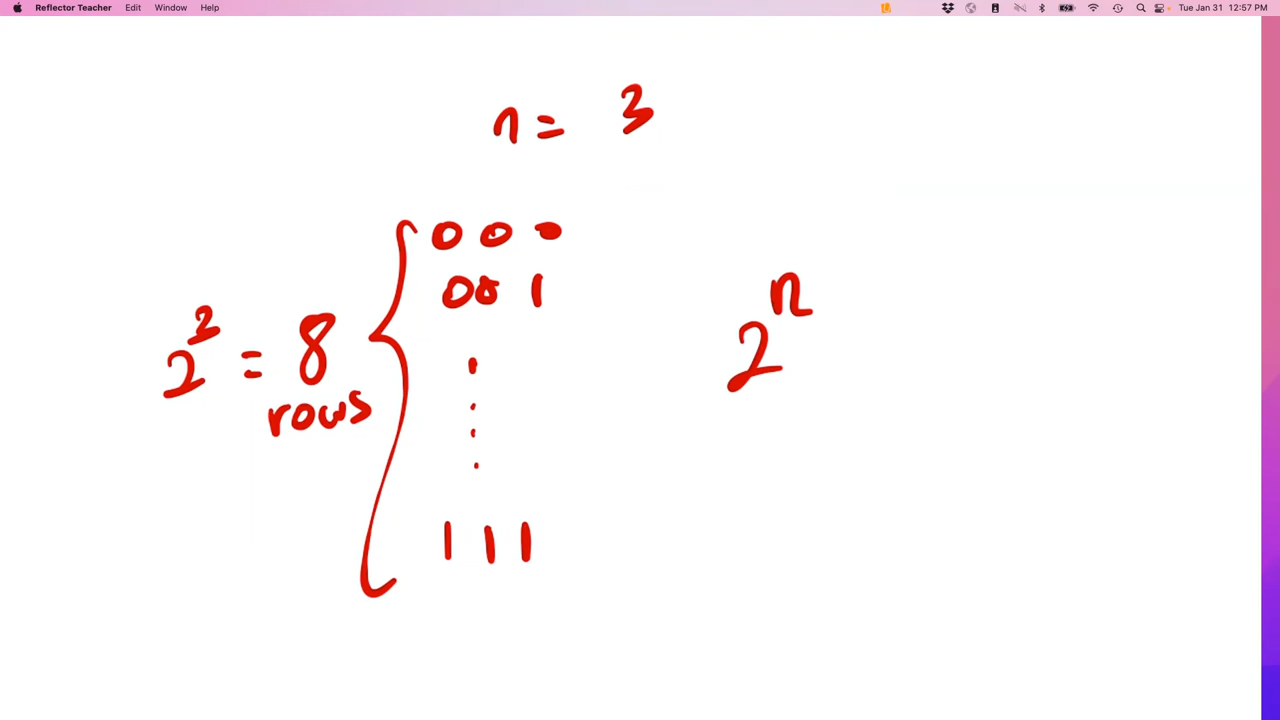 Reflector Teacher Edit Window Help Tue Jan 31 12:57 PM
n = 3
0 0 0
0 0 1
2^3 = 8 rows
2^n
1 1 1